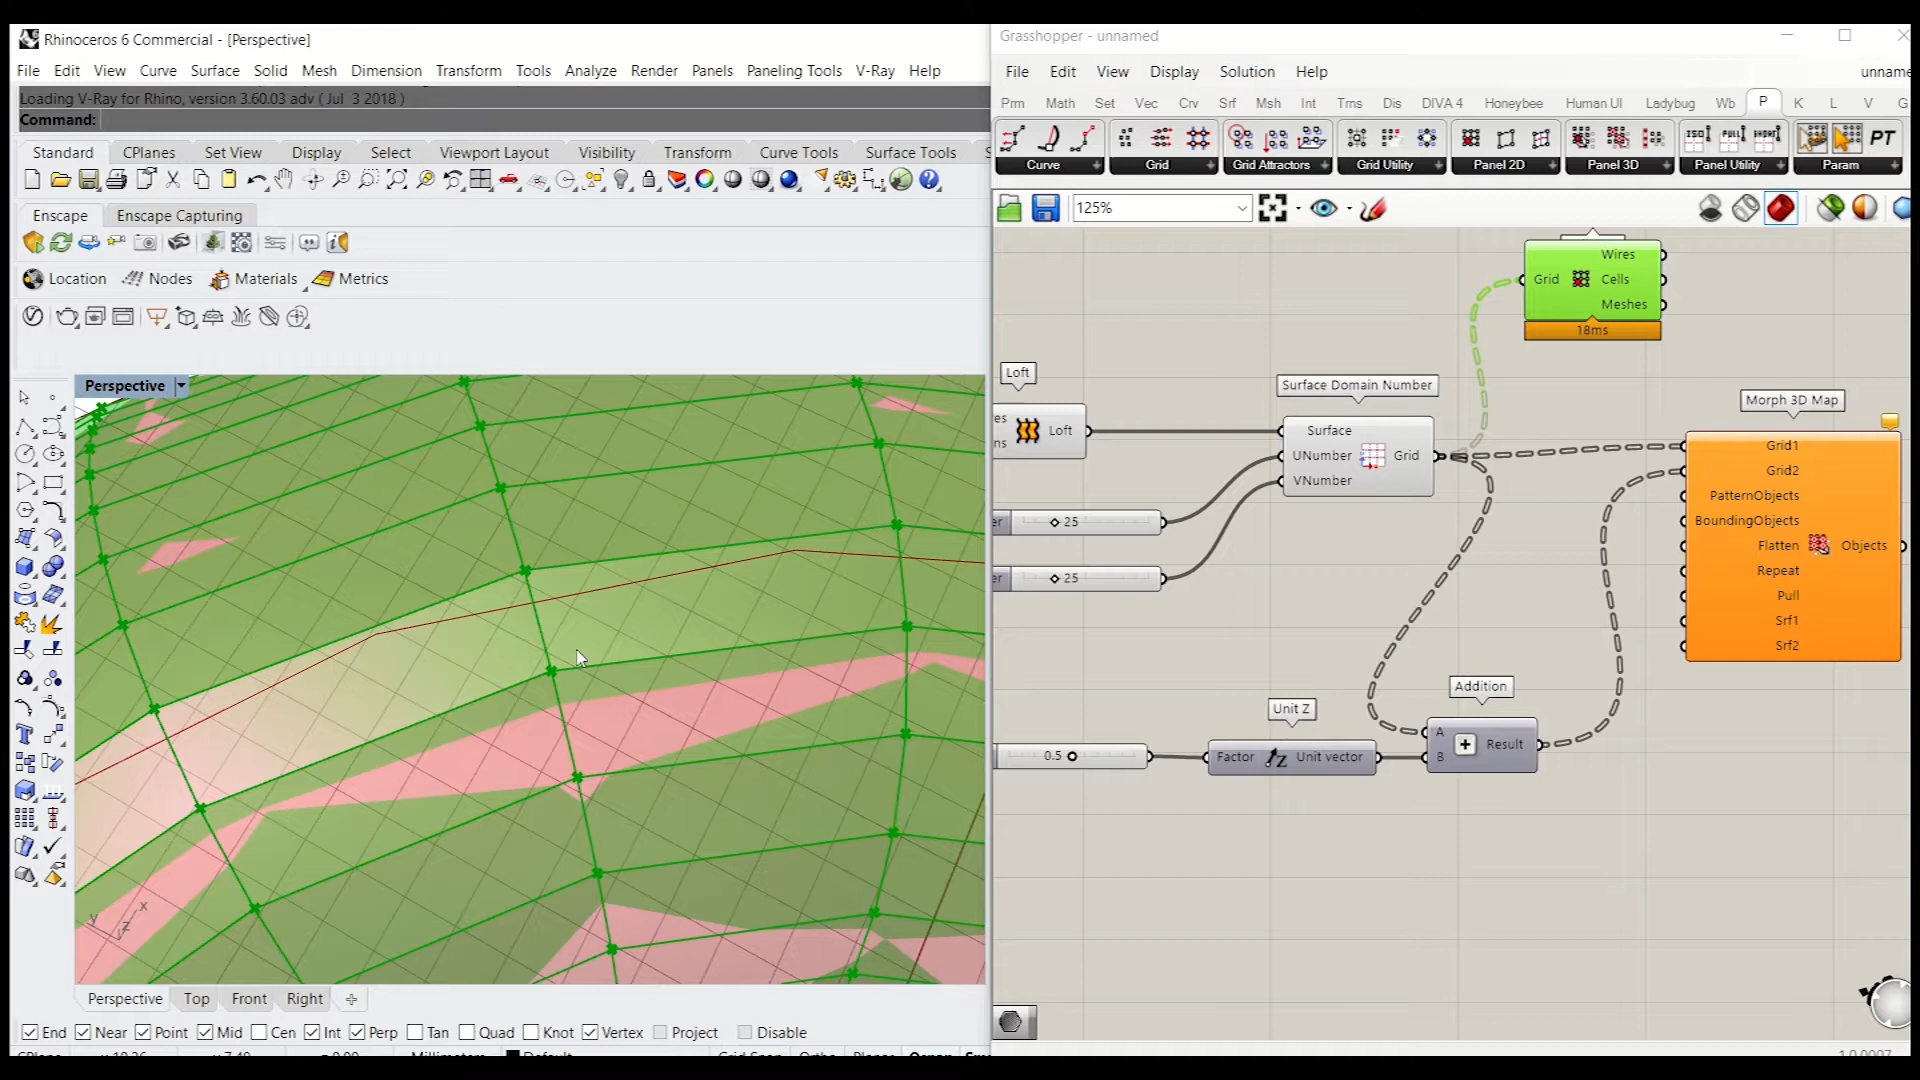 Rhinoceros 6 Commercial - [Perspective]
File Edit View Curve Surface Solid Mesh Dimension Transform Tools Analyze Render Panels Paneling Tools V-Ray Help
Loading V-Ray for Rhino, version 3.60.03 adv ( Jul 3 2018 )
Command:
Standard CPlanes Set View Display Select Viewport Layout Visibility Transform Curve Tools Surface Tools
Enscape Enscape Capturing
Location Nodes Materials Metrics
Perspective
y x z
Perspective Top Front Right
End Near Point Mid Cen Int Perp Tan Quad Knot Vertex Project Disable
Grasshopper - unnamed
File Edit View Display Solution Help
Prm Math Set Vec Crv Srf Msh Int Trns Dis DIVA 4 Honeybee Human UI Ladybug Wb P K L V G
PT
Curve Grid Grid Attractors Grid Utility Panel 2D Panel 3D Panel Utility Param
125%
Wires
Grid Cells
Meshes
18ms
Loft
Loft
Surface Domain Number
Surface
UNumber Grid
VNumber
25
25
Morph 3D Map
Grid1
Grid2
PatternObjects
BoundingObjects
Flatten Objects
Repeat
Pull
Srf1
Srf2
Addition
A
B
Result
Unit Z
Factor Unit vector
0.5